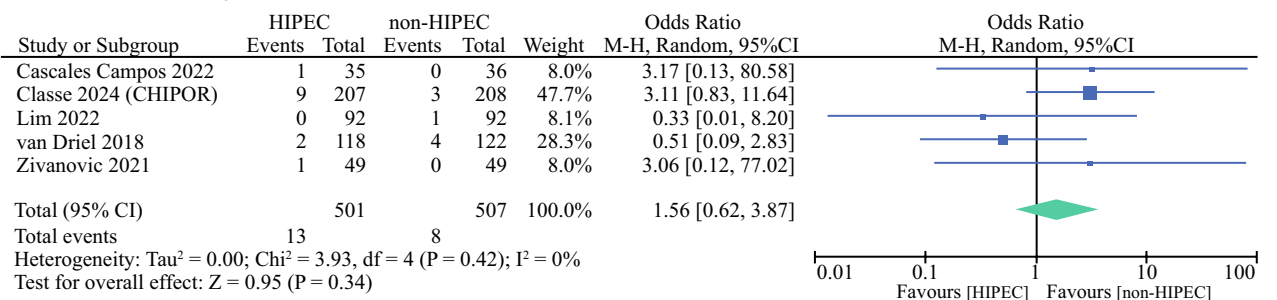 HIPEC non-HIPEC Odds Ratio Odds Ratio
Study or Subgroup Events Total Events Total Weight M-H, Random, 95%CI M-H, Random, 95%CI
Cascales Campos 2022 1 35 0 36 8.0% 3.17 [0.13, 80.58]
Classe 2024 (CHIPOR) 9 207 3 208 47.7% 3.11 [0.83, 11.64]
Lim 2022 0 92 1 92 8.1% 0.33 [0.01, 8.20]
van Driel 2018 2 118 4 122 28.3% 0.51 [0.09, 2.83]
Zivanovic 2021 1 49 0 49 8.0% 3.06 [0.12, 77.02]
Total (95% CI) 501 507 100.0% 1.56 [0.62, 3.87]
Total events 13 8
Heterogeneity: Tau² = 0.00; Chi² = 3.93, df = 4 (P = 0.42); I² = 0%
Test for overall effect: Z = 0.95 (P = 0.34)
0.01 0.1 1 10 100
Favours [HIPEC] Favours [non-HIPEC]